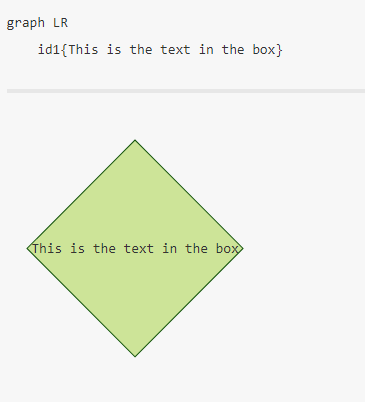 graph LR
    id1{This is the text in the box}
This is the text in the box